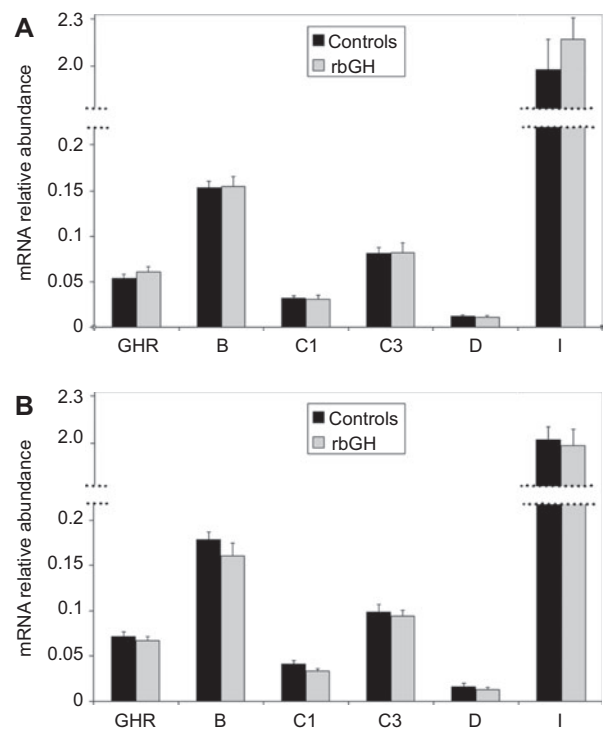 A
mRNA relative abundance
2.3
2.0
0.2
0.15
0.1
0.05
0
Controls
rbGH
GHR B C1 C3 D I
B
mRNA relative abundance
2.3
2.0
0.2
0.15
0.1
0.05
0
Controls
rbGH
GHR B C1 C3 D I